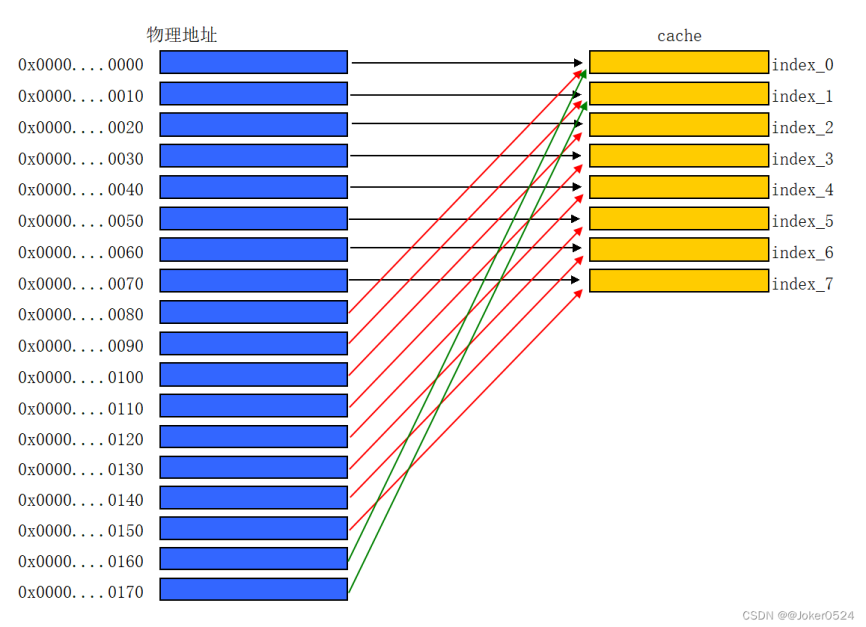 物理地址 cache
0x0000....0000 index_0
0x0000....0010 index_1
0x0000....0020 index_2
0x0000....0030 index_3
0x0000....0040 index_4
0x0000....0050 index_5
0x0000....0060 index_6
0x0000....0070 index_7
0x0000....0080
0x0000....0090
0x0000....0100
0x0000....0110
0x0000....0120
0x0000....0130
0x0000....0140
0x0000....0150
0x0000....0160
0x0000....0170
CSDN @@Joker0524